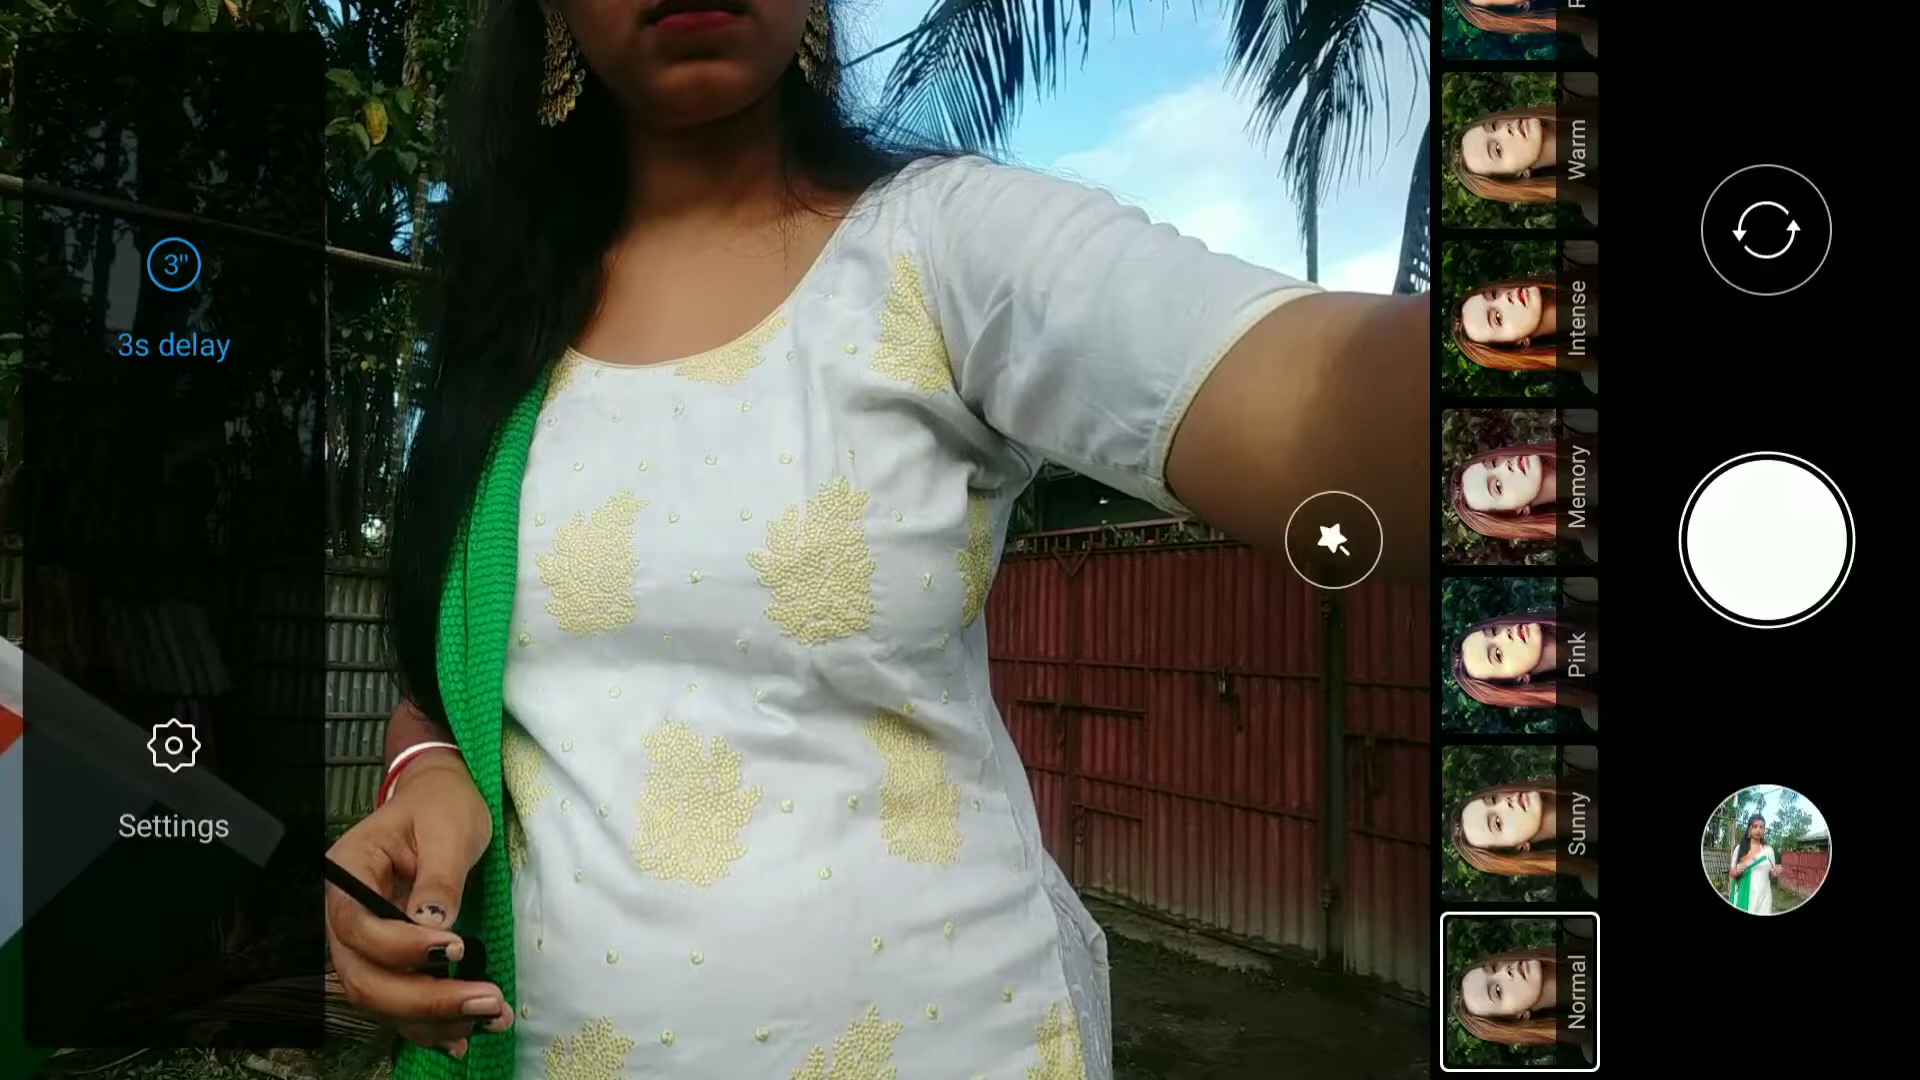 3"
3s delay
Settings
Warm
Intense
Memory
Pink
Sunny
Normal